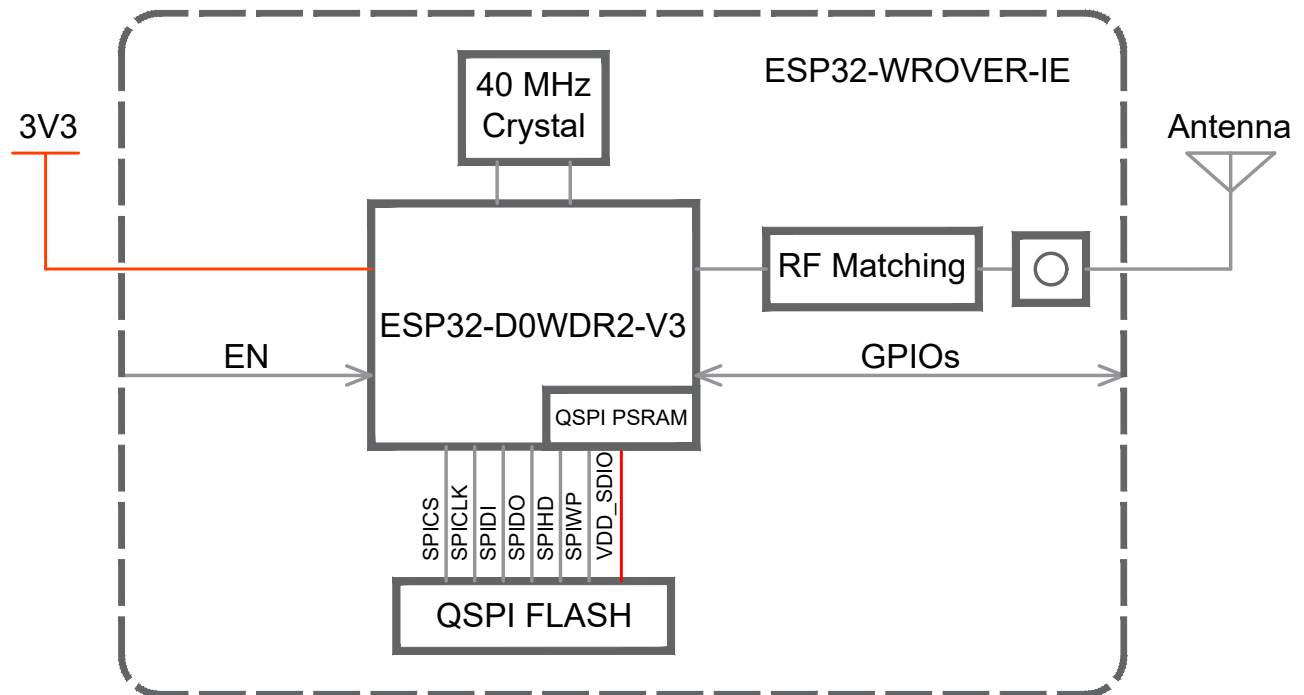 ESP32-WROVER-IE
40 MHz
Crystal
3V3
Antenna
RF Matching
ESP32-D0WDR2-V3
EN
GPIOs
QSPI PSRAM
SPICS
SPICLK
SPIDI
SPIDO
SPIHD
SPIWP
VDD_SDIO
QSPI FLASH